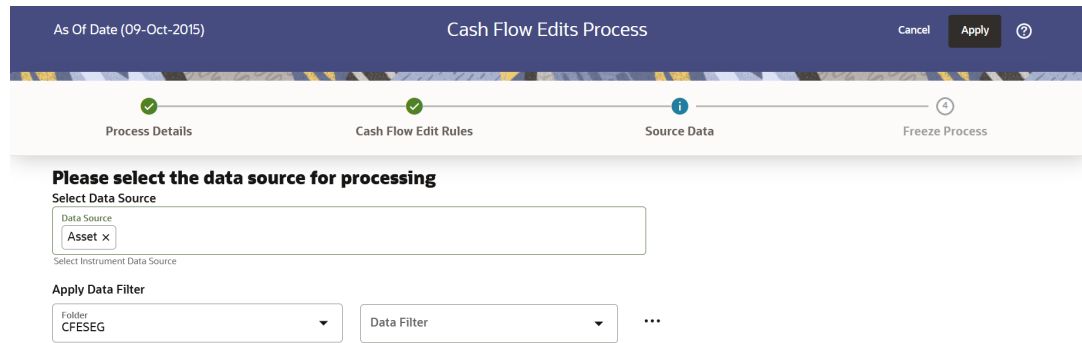 As Of Date (09-Oct-2015) Cash Flow Edits Process Cancel Apply ?
4
Process Details Cash Flow Edit Rules Source Data Freeze Process
Please select the data source for processing
Select Data Source
Data Source
Asset ×
Select Instrument Data Source
Apply Data Filter
Folder
CFESEG
Data Filter
...